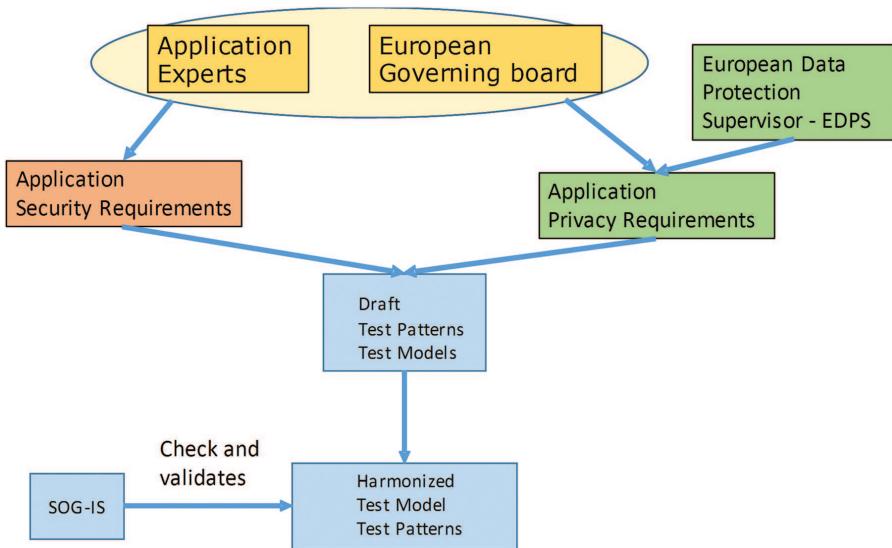 Application
Experts
European
Governing board
European Data
Protection
Supervisor - EDPS
Application
Security Requirements
Application
Privacy Requirements
Draft
Test Patterns
Test Models
Check and
validates
SOG-IS
Harmonized
Test Model
Test Patterns